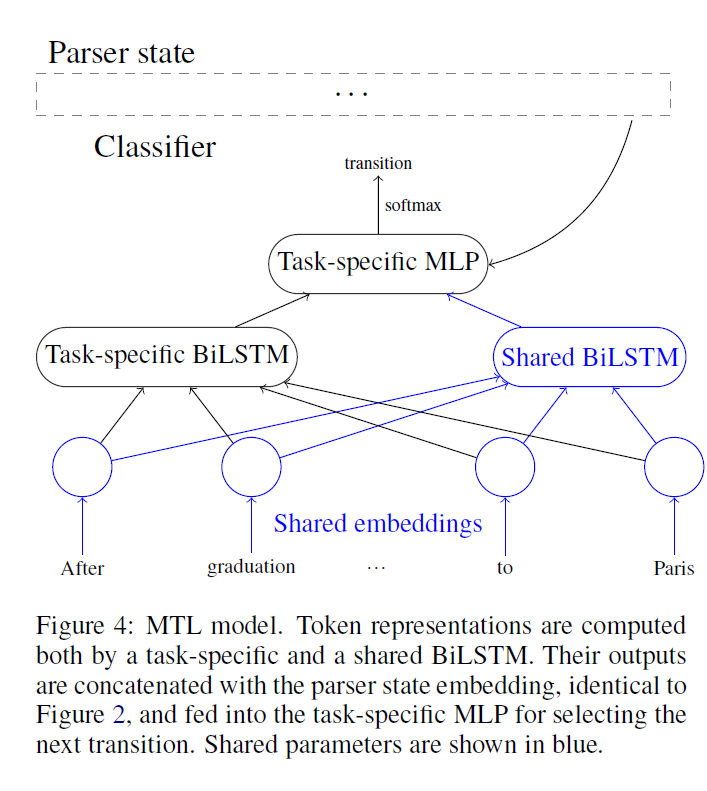 Parser state
...
Classifier
transition
softmax
Task-specific MLP
Task-specific BiLSTM
Shared BiLSTM
Shared embeddings
After graduation ... to Paris
Figure 4: MTL model. Token representations are computed
both by a task-specific and a shared BiLSTM. Their outputs
are concatenated with the parser state embedding, identical to
Figure 2, and fed into the task-specific MLP for selecting the
next transition. Shared parameters are shown in blue.